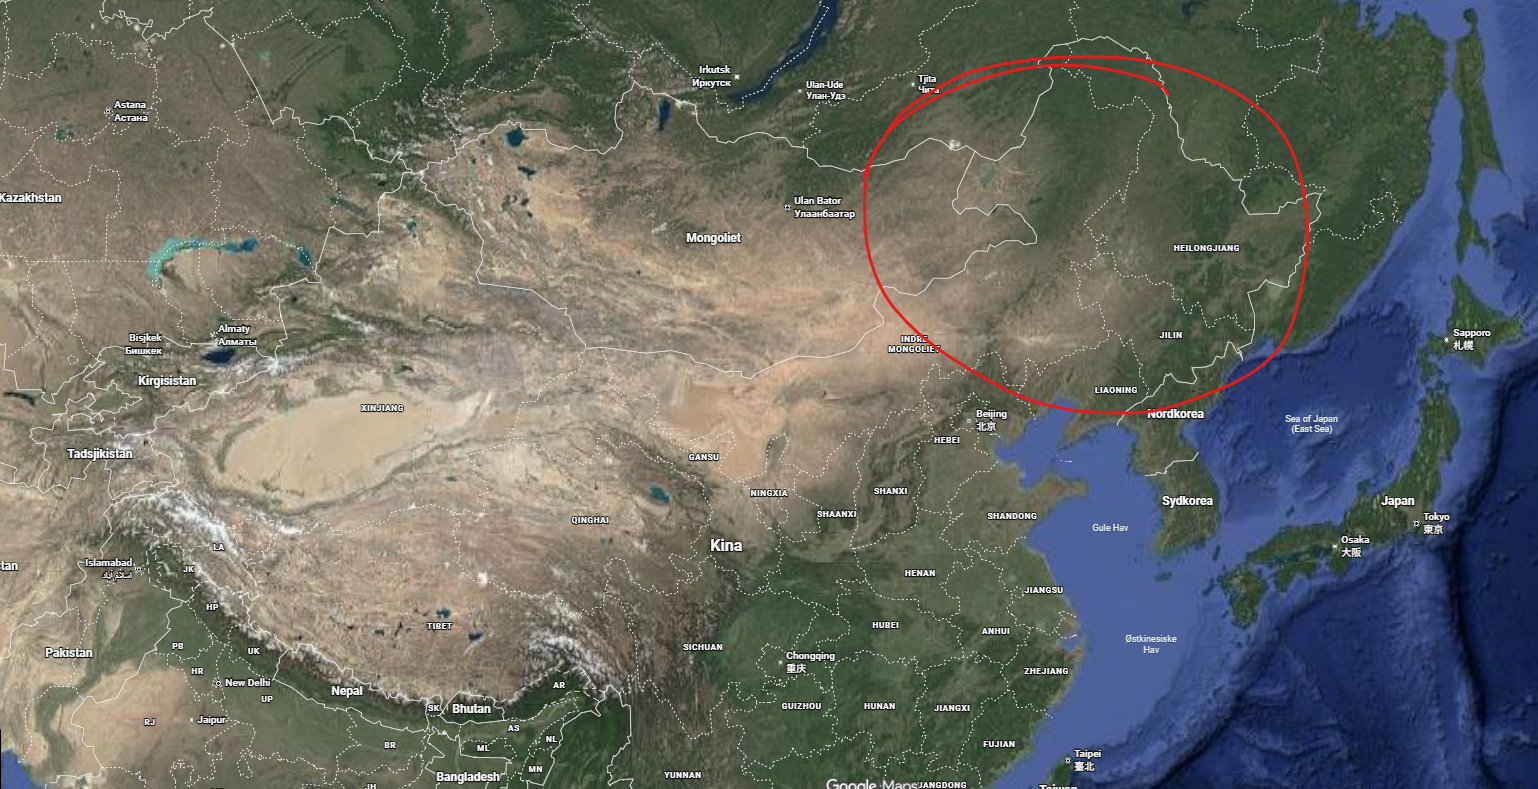 Irkutsk
Иркутск
Ulan-Ude
Улан-Удэ
Tjita
Чита
Astana
Астана
Kazakhstan
Ulan Bator
Улаанбаатар
Mongoliet
HEILONGJIANG
Almaty
Алматы
Bisjkek
Бишкек
Kirgisistan
INDRE
MONGOLIET
JILIN
Sapporo
札幌
LIAONING
XINJIANG
Beijing
北京
Nordkorea
Sea of Japan
(East Sea)
HEBEI
Tadsjikistan
GANSU
NINGXIA
SHANXI
SHAANXI
SHANDONG
Sydkorea
Japan
Tokyo
東京
QINGHAI
Gule Hav
Osaka
大阪
Kina
LA
Islamabad
JK
HENAN
JIANGSU
HP
TIBET
HUBEI
ANHUI
Østkinesiske
Hav
PB
UK
Pakistan
SICHUAN
Chongqing
重庆
ZHEJIANG
HR
New Delhi
Nepal
AR
UP
SK
Bhutan
GUIZHOU
HUNAN
JIANGXI
RJ
Jaipur
AS
NL
BR
ML
FUJIAN
MN
Bangladesh
YUNNAN
Taipei
臺北
Google Maps